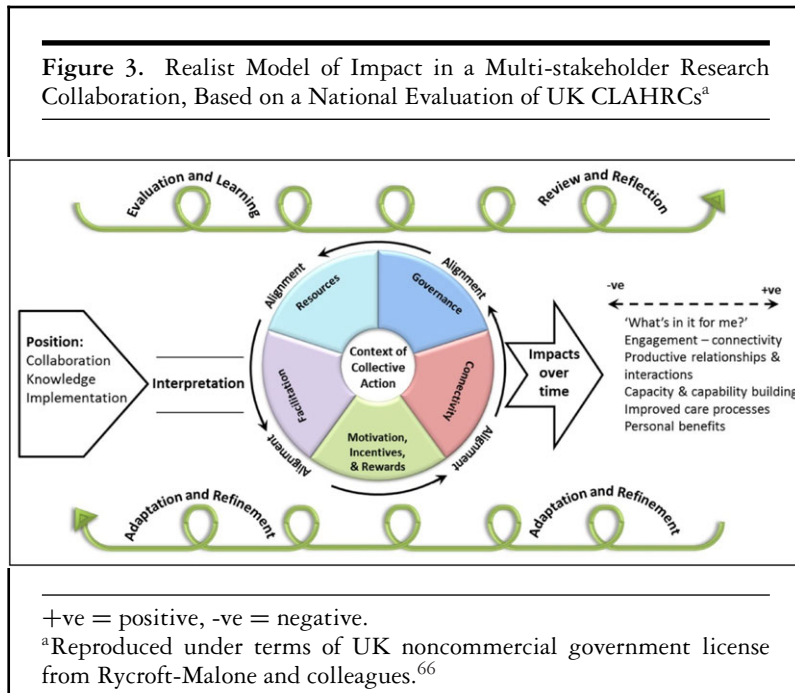 Figure 3. Realist Model of Impact in a Multi-stakeholder Research
Collaboration, Based on a National Evaluation of UK CLAHRCsᵃ
Evaluation and Learning
Review and Reflection
Alignment
Resources
Governance
Alignment
-ve
+ve
Position:
Collaboration
Knowledge
Implementation
Interpretation
Facilitation
Context of
Collective
Action
Connectivity
Impacts
over
time
'What's in it for me?'
Engagement – connectivity
Productive relationships &
interactions
Capacity & capability building
Improved care processes
Personal benefits
Motivation,
Incentives,
& Rewards
Alignment
Alignment
Adaptation and Refinement
Adaptation and Refinement
+ve = positive, -ve = negative.
ᵃReproduced under terms of UK noncommercial government license
from Rycroft-Malone and colleagues.⁶⁶